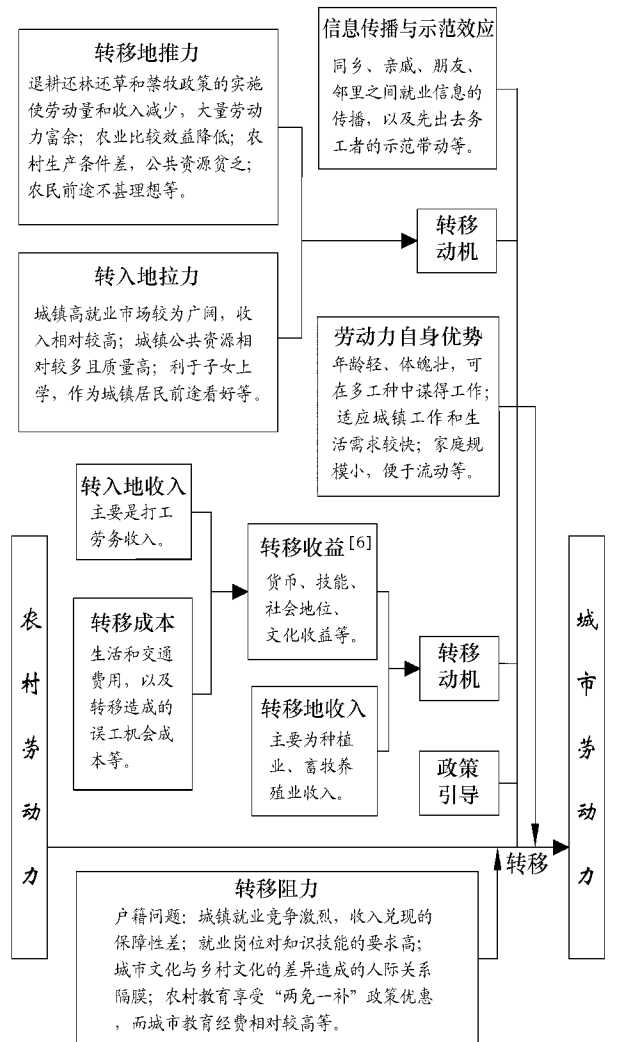 转移地推力
退耕还林还草和禁牧政策的实施
使劳动量和收入减少，大量劳动
力富余；农业比较效益降低；农
村生产条件差，公共资源贫乏；
农民前途不甚理想等。
信息传播与示范效应
同乡、亲戚、朋友、
邻里之间就业信息的
传播，以及先出去务
工者的示范带动等。
转移
动机
转入地拉力
城镇高就业市场较为广阔，收
入相对较高；城镇公共资源相
对较多且质量高；利于子女上
学，作为城镇居民前途看好等。
劳动力自身优势
年龄轻、体魄壮，可
在多工种中谋得工作；
适应城镇工作和生
活需求较快；家庭规
模小，便于流动等。
转入地收入
主要是打工
劳务收入。
转移收益[6]
货币、技能、
社会地位、
文化收益等。
转移成本
生活和交通
费用，以及
转移造成的
误工机会成
本等。
转移
动机
转移地收入
主要为种植
业、畜牧养
殖业收入。
政策
引导
农村劳动力
城市劳动力
转移
转移阻力
户籍问题；城镇就业竞争激烈，收入兑现的
保障性差；就业岗位对知识技能的要求高；
城市文化与乡村文化的差异造成的人际关系
隔膜；农村教育享受“两免一补”政策优惠
，而城市教育经费相对较高等。